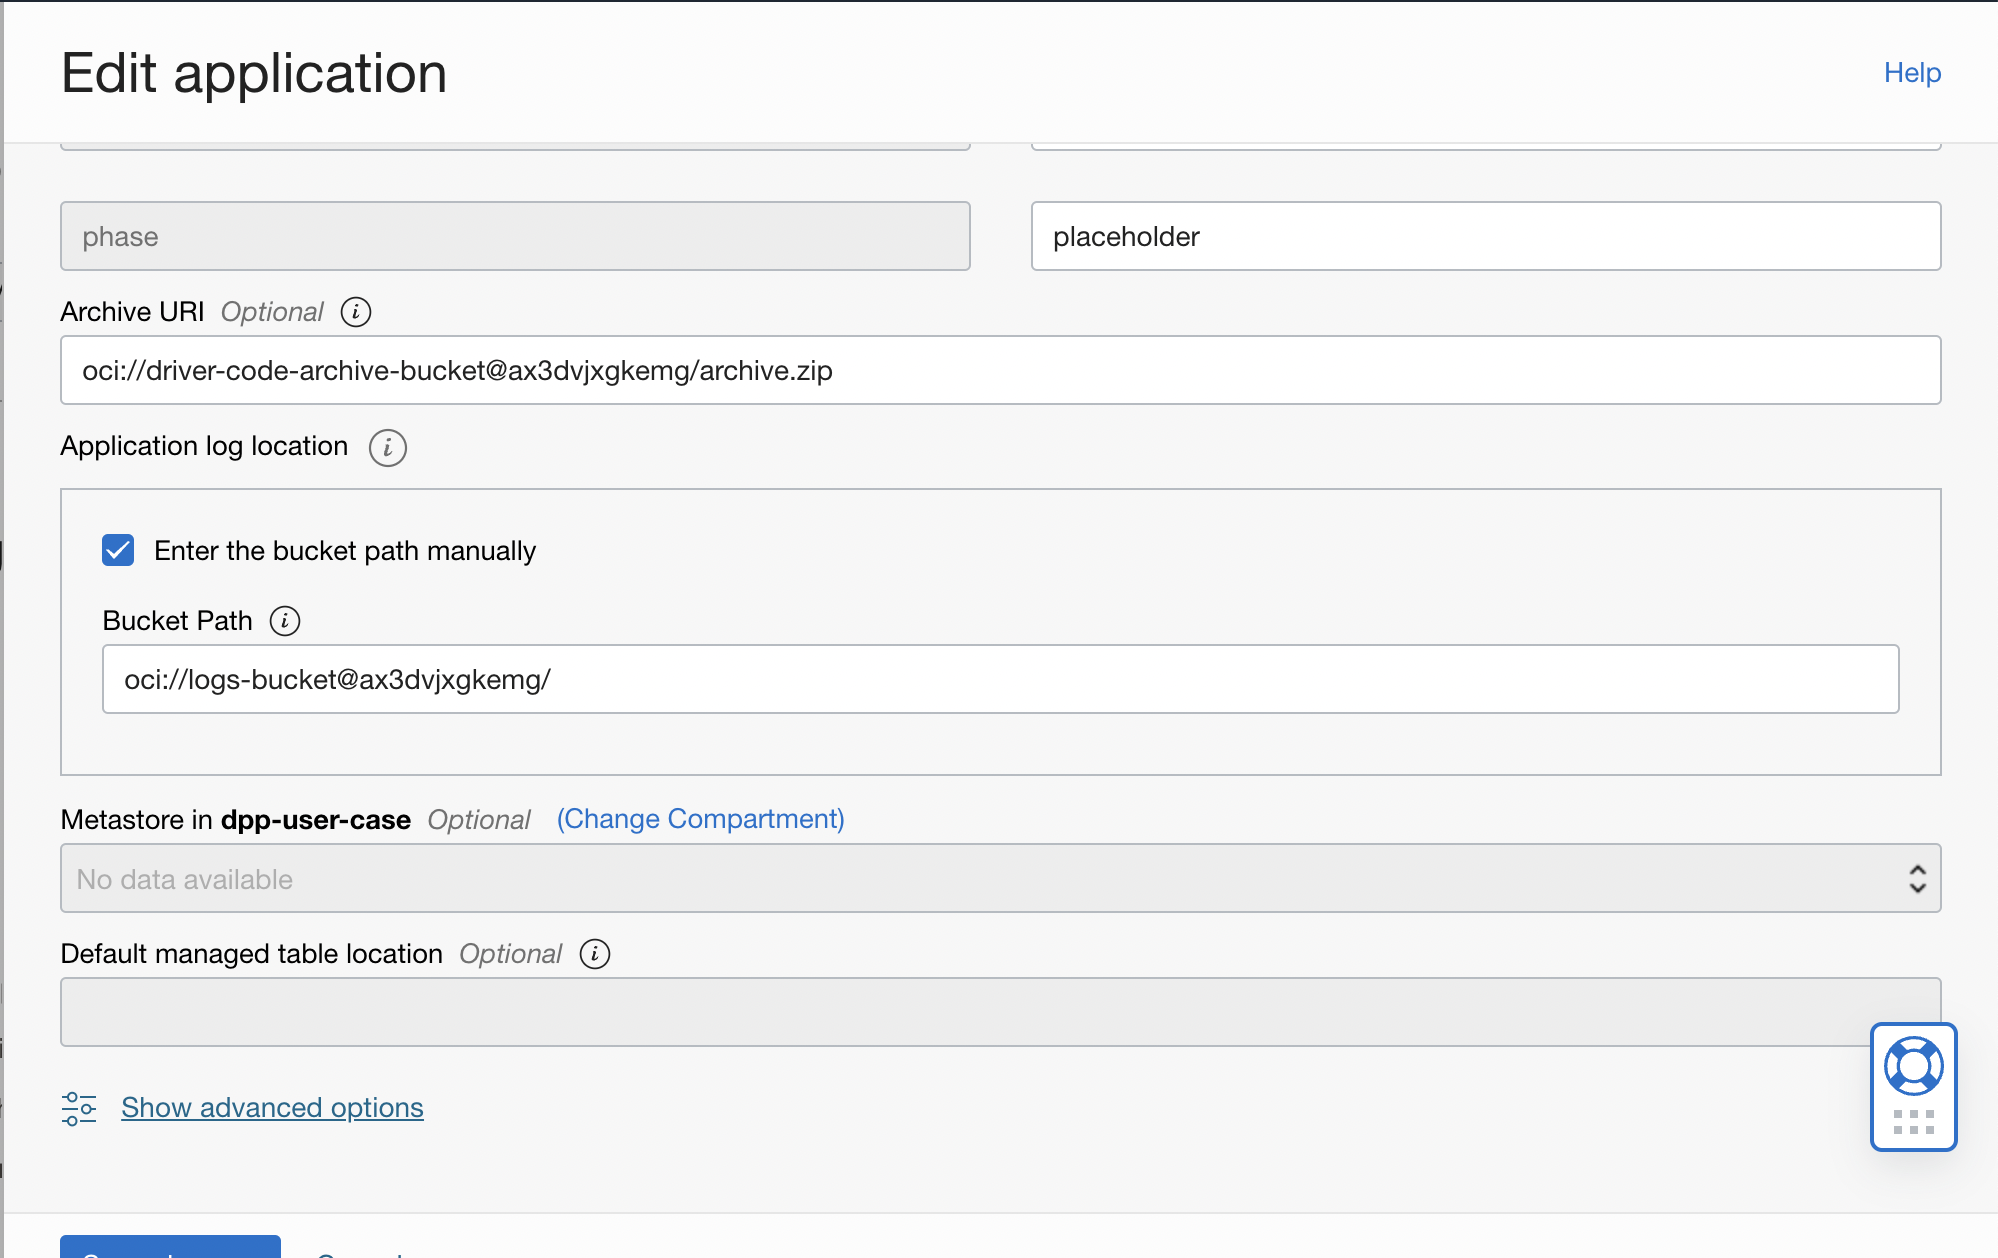 Edit application
Help
phase
placeholder
Archive URI Optional
oci://driver-code-archive-bucket@ax3dvjxgkemg/archive.zip
Application log location
Enter the bucket path manually
Bucket Path
oci://logs-bucket@ax3dvjxgkemg/
Metastore in dpp-user-case Optional (Change Compartment)
No data available
Default managed table location Optional
Show advanced options